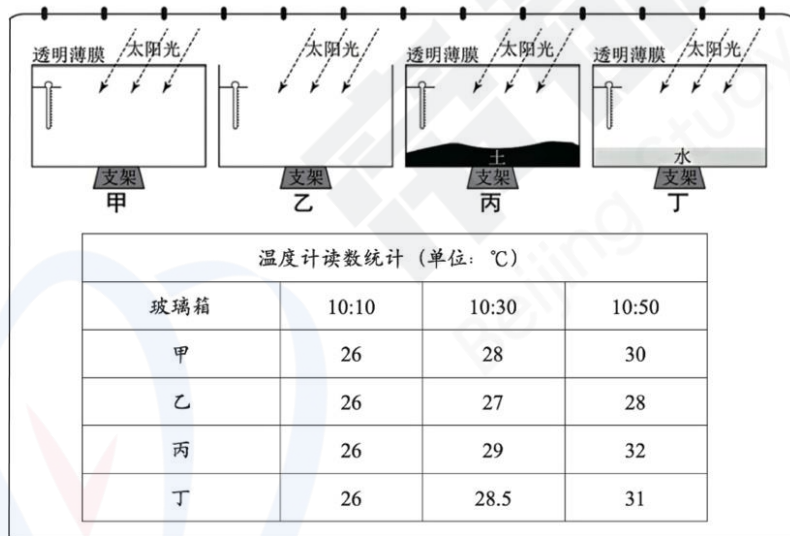 透明薄膜 太阳光 太阳光 透明薄膜 太阳光 透明薄膜 太阳光
土 水
支架 支架 支架 支架
甲 乙 丙 丁
温度计读数统计（单位：℃）
玻璃箱 10:10 10:30 10:50
甲 26 28 30
乙 26 27 28
丙 26 29 32
丁 26 28.5 31
Beijing Study